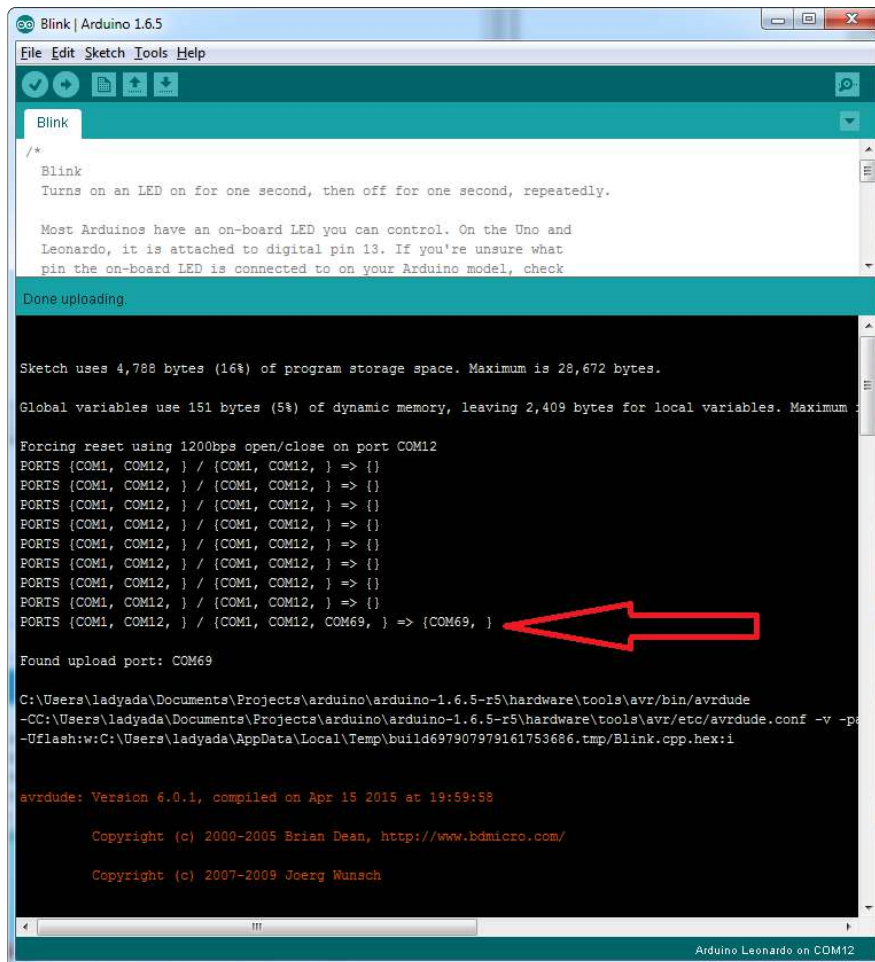 Blink | Arduino 1.6.5
File Edit Sketch Tools Help
Blink
/*
Blink
Turns on an LED on for one second, then off for one second, repeatedly.
Most Arduinos have an on-board LED you can control. On the Uno and
Leonardo, it is attached to digital pin 13. If you're unsure what
pin the on-board LED is connected to on your Arduino model, check
Done uploading.
Sketch uses 4,788 bytes (16%) of program storage space. Maximum is 28,672 bytes.
Global variables use 151 bytes (5%) of dynamic memory, leaving 2,409 bytes for local variables. Maximum
Forcing reset using 1200bps open/close on port COM12
PORTS {COM1, COM12, } / {COM1, COM12, } => {}
PORTS {COM1, COM12, } / {COM1, COM12, } => {}
PORTS {COM1, COM12, } / {COM1, COM12, } => {}
PORTS {COM1, COM12, } / {COM1, COM12, } => {}
PORTS {COM1, COM12, } / {COM1, COM12, } => {}
PORTS {COM1, COM12, } / {COM1, COM12, } => {}
PORTS {COM1, COM12, } / {COM1, COM12, } => {}
PORTS {COM1, COM12, } / {COM1, COM12, } => {}
PORTS {COM1, COM12, } / {COM1, COM12, COM69, } => {COM69, }
Found upload port: COM69
C:\Users\ladyada\Documents\Projects\arduino\arduino-1.6.5-r5\hardware\tools\avr/bin/avrdude
-CC:\Users\ladyada\Documents\Projects\arduino\arduino-1.6.5-r5\hardware\tools\avr/etc/avrdude.conf -v -pa
-Uflash:w:C:\Users\ladyada\AppData\Local\Temp\build697907979161753686.tmp/Blink.cpp.hex:i
avrdude: Version 6.0.1, compiled on Apr 15 2015 at 19:59:58
Copyright (c) 2000-2005 Brian Dean, http://www.bdmicro.com/
Copyright (c) 2007-2009 Joerg Wunsch
Arduino Leonardo on COM12